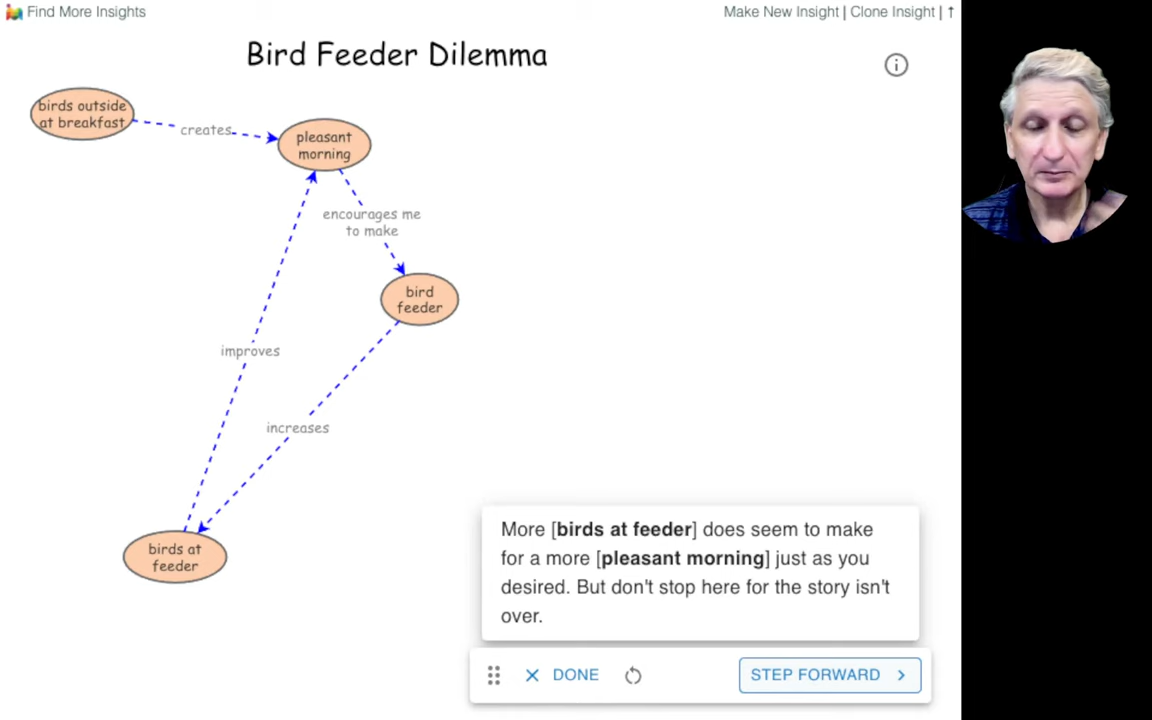 Find More Insights
Make New Insight | Clone Insight | ↑
Bird Feeder Dilemma
birds outside
at breakfast
creates
pleasant
morning
encourages me
to make
bird
feeder
improves
increases
birds at
feeder
More [birds at feeder] does seem to make
for a more [pleasant morning] just as you
desired. But don't stop here for the story isn't
over.
DONE
STEP FORWARD